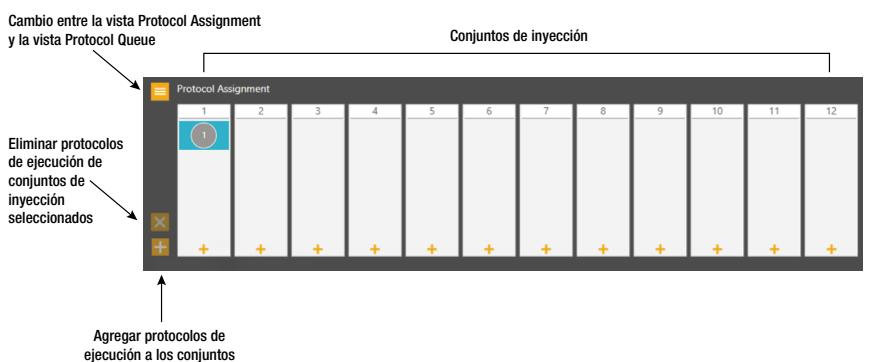 Cambio entre la vista Protocol Assignment
y la vista Protocol Queue
Conjuntos de inyección
Protocol Assignment
1 2 3 4 5 6 7 8 9 10 11 12
1
Eliminar protocolos
de ejecución de
conjuntos de
inyección
seleccionados
Agregar protocolos de
ejecución a los conjuntos